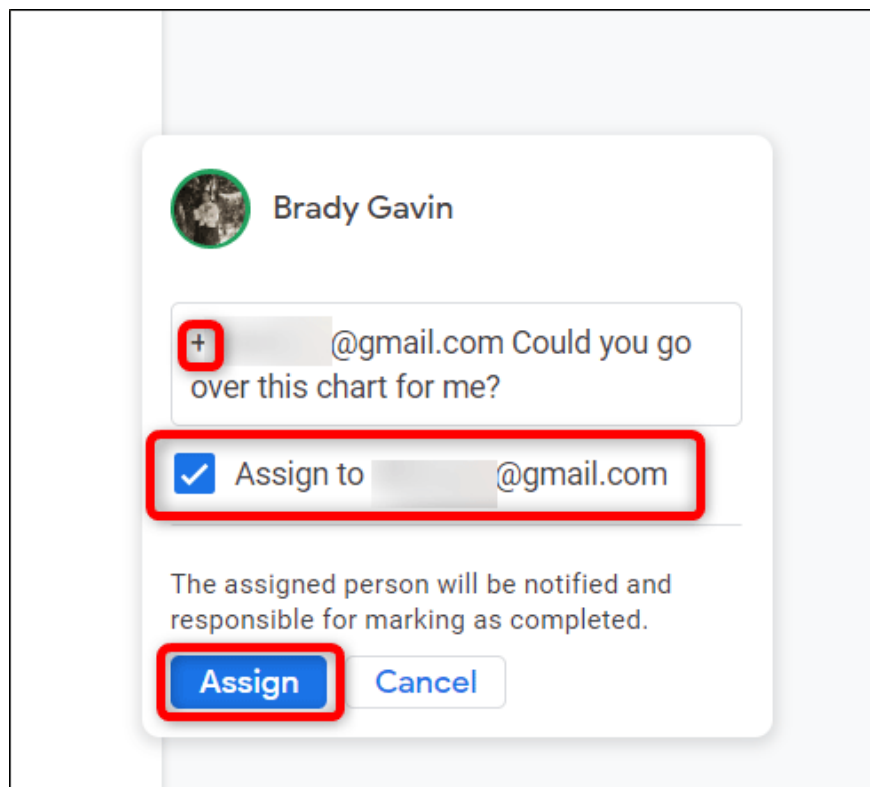 Brady Gavin
+ @gmail.com Could you go
over this chart for me?
Assign to @gmail.com
The assigned person will be notified and
responsible for marking as completed.
Assign Cancel